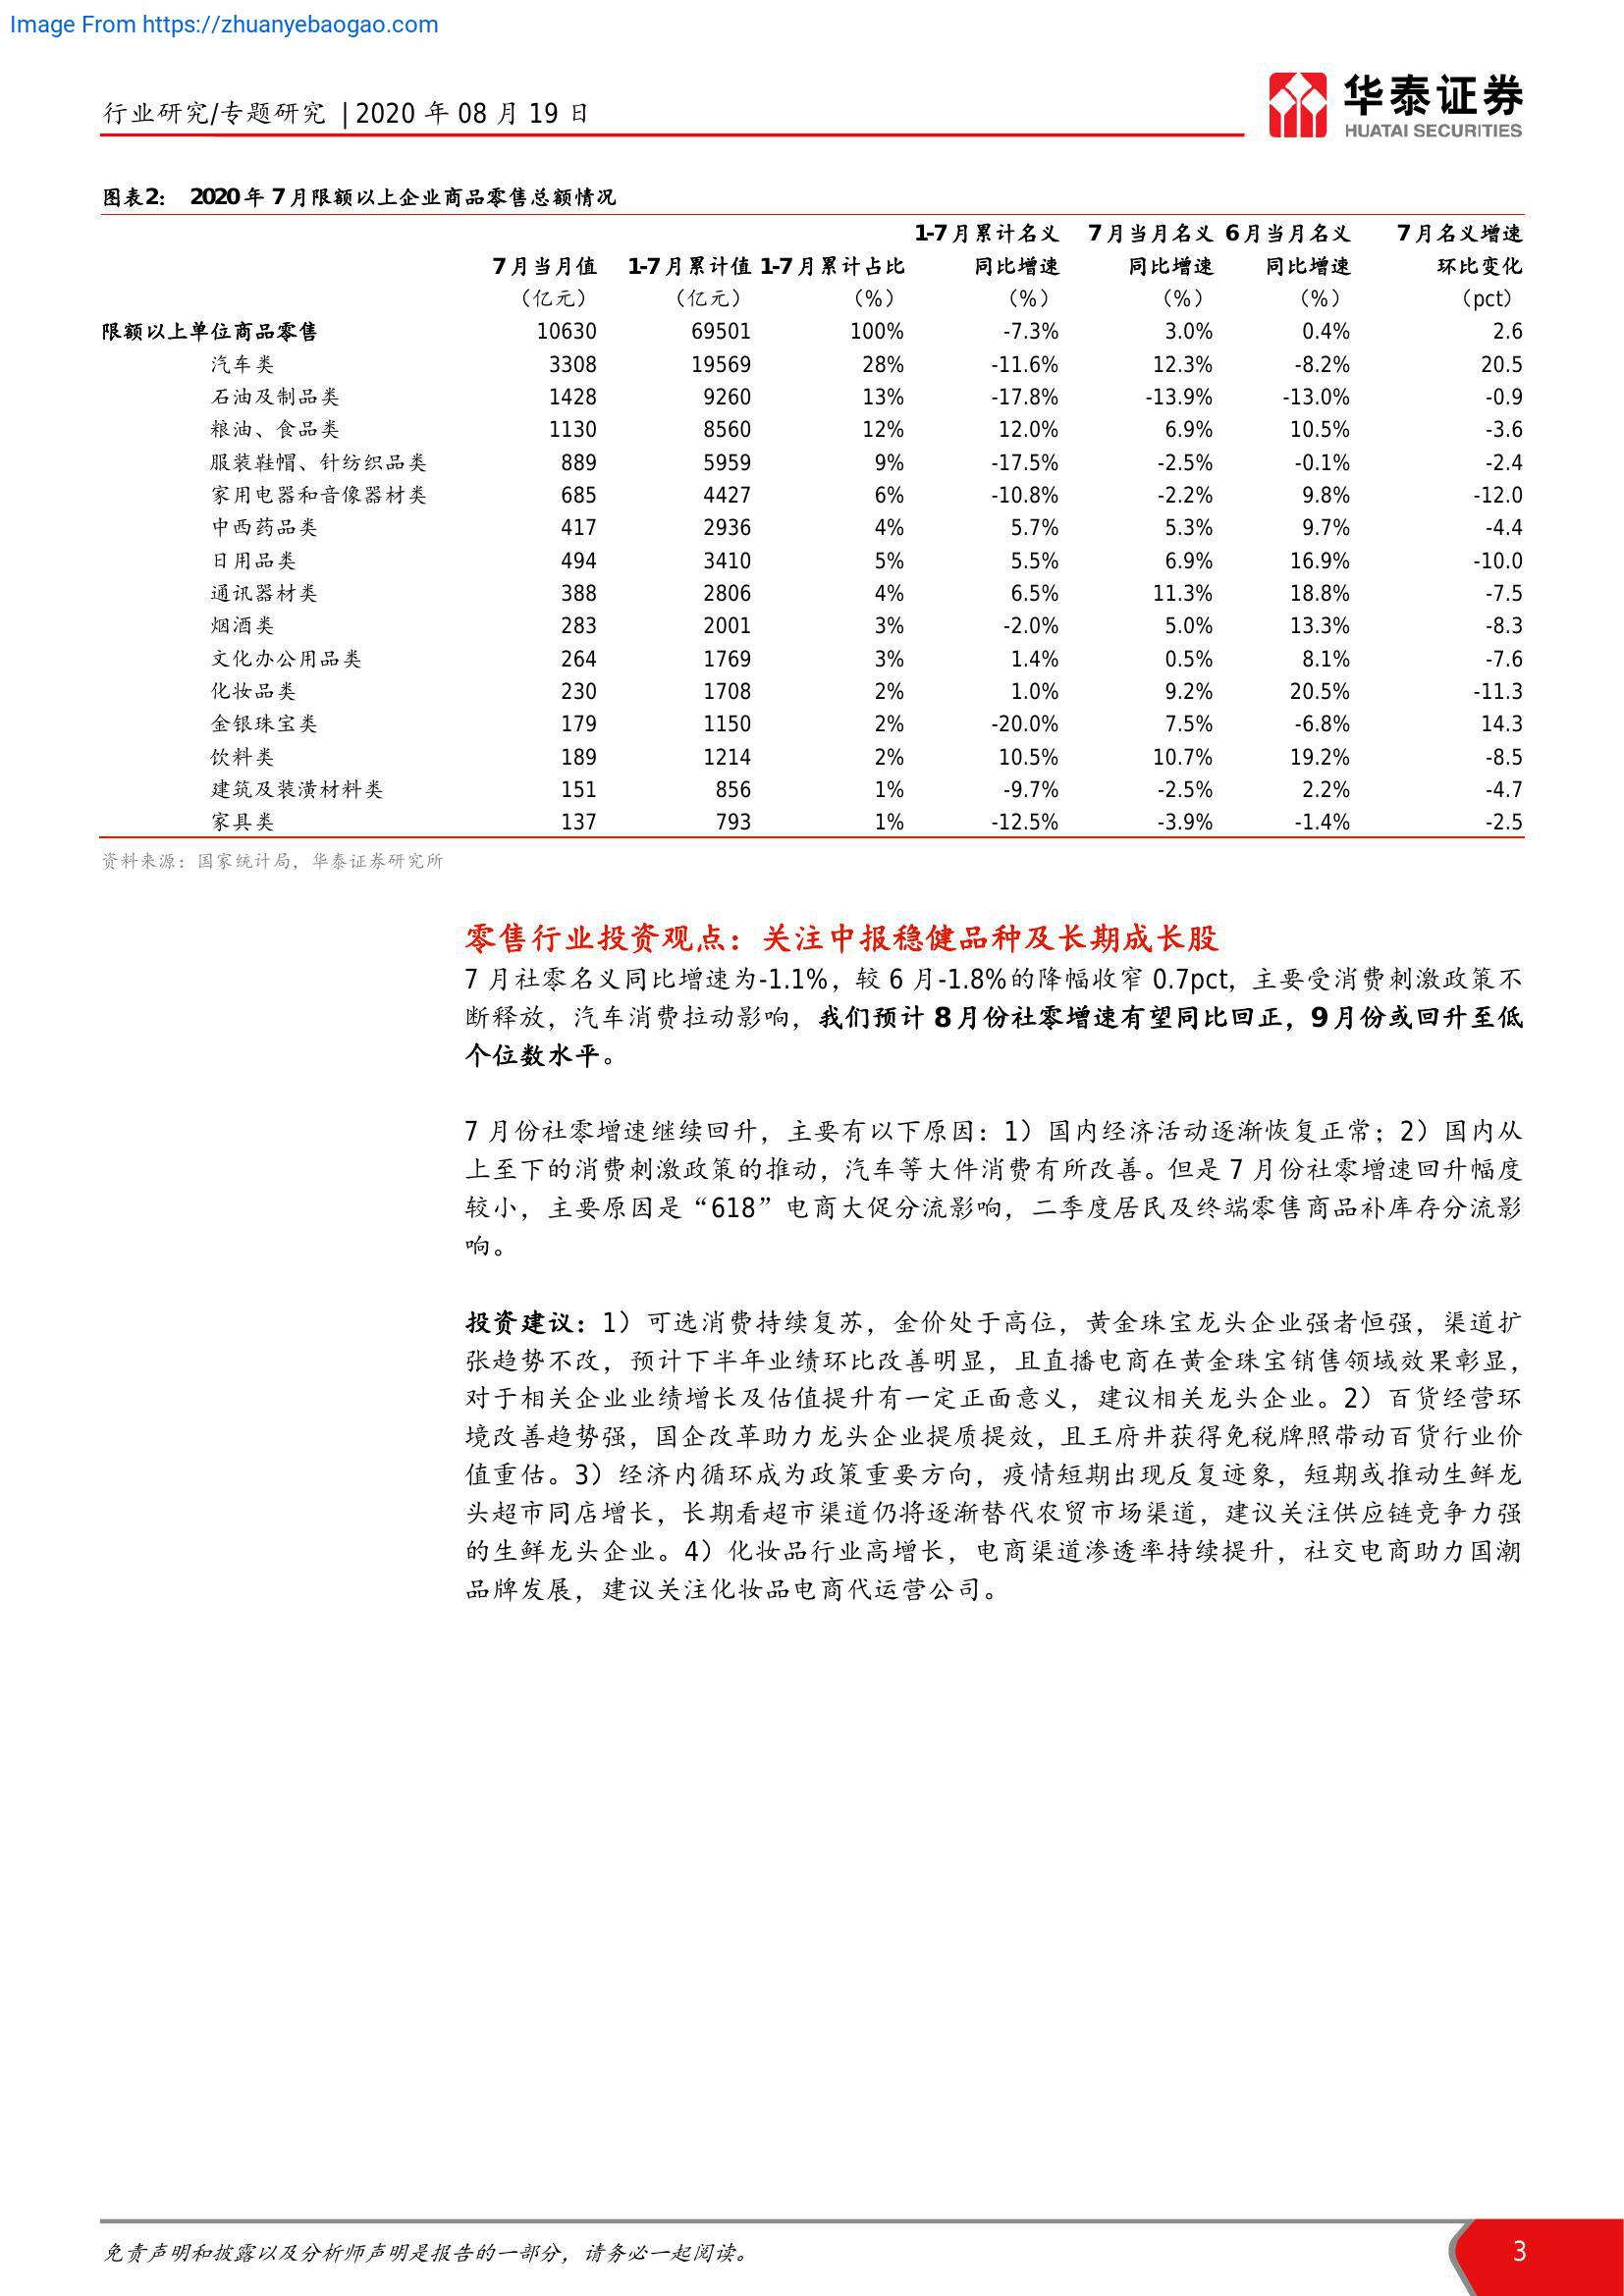 Image From https://zhuanyebaogao.com
行业研究/专题研究 | 2020 年 08 月 19 日
华泰证券
HUATAI SECURITIES
图表2： 2020 年 7 月限额以上企业商品零售总额情况
1-7 月累计名义 7 月当月名义 6 月当月名义 7 月名义增速
7 月当月值 1-7 月累计值 1-7 月累计占比 同比增速 同比增速 同比增速 环比变化
（亿元） （亿元） （%） （%） （%） （%） （pct）
限额以上单位商品零售 10630 69501 100% -7.3% 3.0% 0.4% 2.6
汽车类 3308 19569 28% -11.6% 12.3% -8.2% 20.5
石油及制品类 1428 9260 13% -17.8% -13.9% -13.0% -0.9
粮油、食品类 1130 8560 12% 12.0% 6.9% 10.5% -3.6
服装鞋帽、针纺织品类 889 5959 9% -17.5% -2.5% -0.1% -2.4
家用电器和音像器材类 685 4427 6% -10.8% -2.2% 9.8% -12.0
中西药品类 417 2936 4% 5.7% 5.3% 9.7% -4.4
日用品类 494 3410 5% 5.5% 6.9% 16.9% -10.0
通讯器材类 388 2806 4% 6.5% 11.3% 18.8% -7.5
烟酒类 283 2001 3% -2.0% 5.0% 13.3% -8.3
文化办公用品类 264 1769 3% 1.4% 0.5% 8.1% -7.6
化妆品类 230 1708 2% 1.0% 9.2% 20.5% -11.3
金银珠宝类 179 1150 2% -20.0% 7.5% -6.8% 14.3
饮料类 189 1214 2% 10.5% 10.7% 19.2% -8.5
建筑及装潢材料类 151 856 1% -9.7% -2.5% 2.2% -4.7
家具类 137 793 1% -12.5% -3.9% -1.4% -2.5
资料来源：国家统计局，华泰证券研究所
零售行业投资观点：关注中报稳健品种及长期成长股
7 月社零名义同比增速为-1.1%，较 6 月-1.8%的降幅收窄 0.7pct，主要受消费刺激政策不
断释放，汽车消费拉动影响，我们预计 8 月份社零增速有望同比回正，9 月份或回升至低
个位数水平。
7 月份社零增速继续回升，主要有以下原因：1）国内经济活动逐渐恢复正常；2）国内从
上至下的消费刺激政策的推动，汽车等大件消费有所改善。但是 7 月份社零增速回升幅度
较小，主要原因是“618”电商大促分流影响，二季度居民及终端零售商品补库存分流影
响。
投资建议：1）可选消费持续复苏，金价处于高位，黄金珠宝龙头企业强者恒强，渠道扩
张趋势不改，预计下半年业绩环比改善明显，且直播电商在黄金珠宝销售领域效果彰显，
对于相关企业业绩增长及估值提升有一定正面意义，建议相关龙头企业。2）百货经营环
境改善趋势强，国企改革助力龙头企业提质提效，且王府井获得免税牌照带动百货行业价
值重估。3）经济内循环成为政策重要方向，疫情短期出现反复迹象，短期或推动生鲜龙
头超市同店增长，长期看超市渠道仍将逐渐替代农贸市场渠道，建议关注供应链竞争力强
的生鲜龙头企业。4）化妆品行业高增长，电商渠道渗透率持续提升，社交电商助力国潮
品牌发展，建议关注化妆品电商代运营公司。
免责声明和披露以及分析师声明是报告的一部分，请务必一起阅读。
3